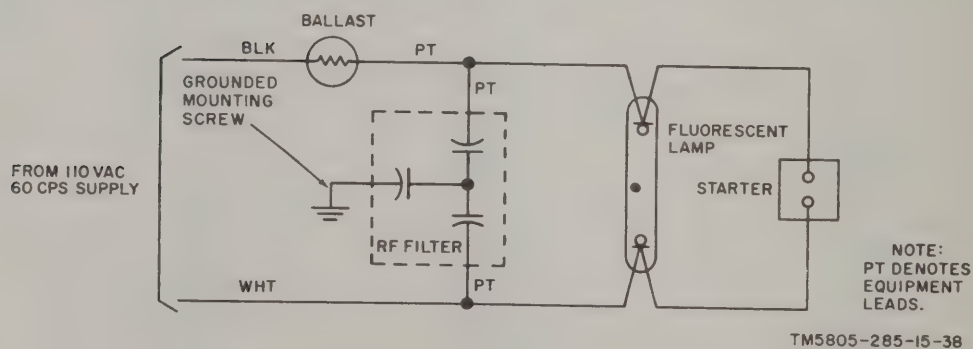 BALLAST
BLK
PT
GROUNDED
MOUNTING
SCREW
PT
FROM 110 VAC
60 CPS SUPPLY
RF FILTER
FLUORESCENT
LAMP
STARTER
WHT
PT
NOTE:
PT DENOTES
EQUIPMENT
LEADS.
TM5805-285-15-38